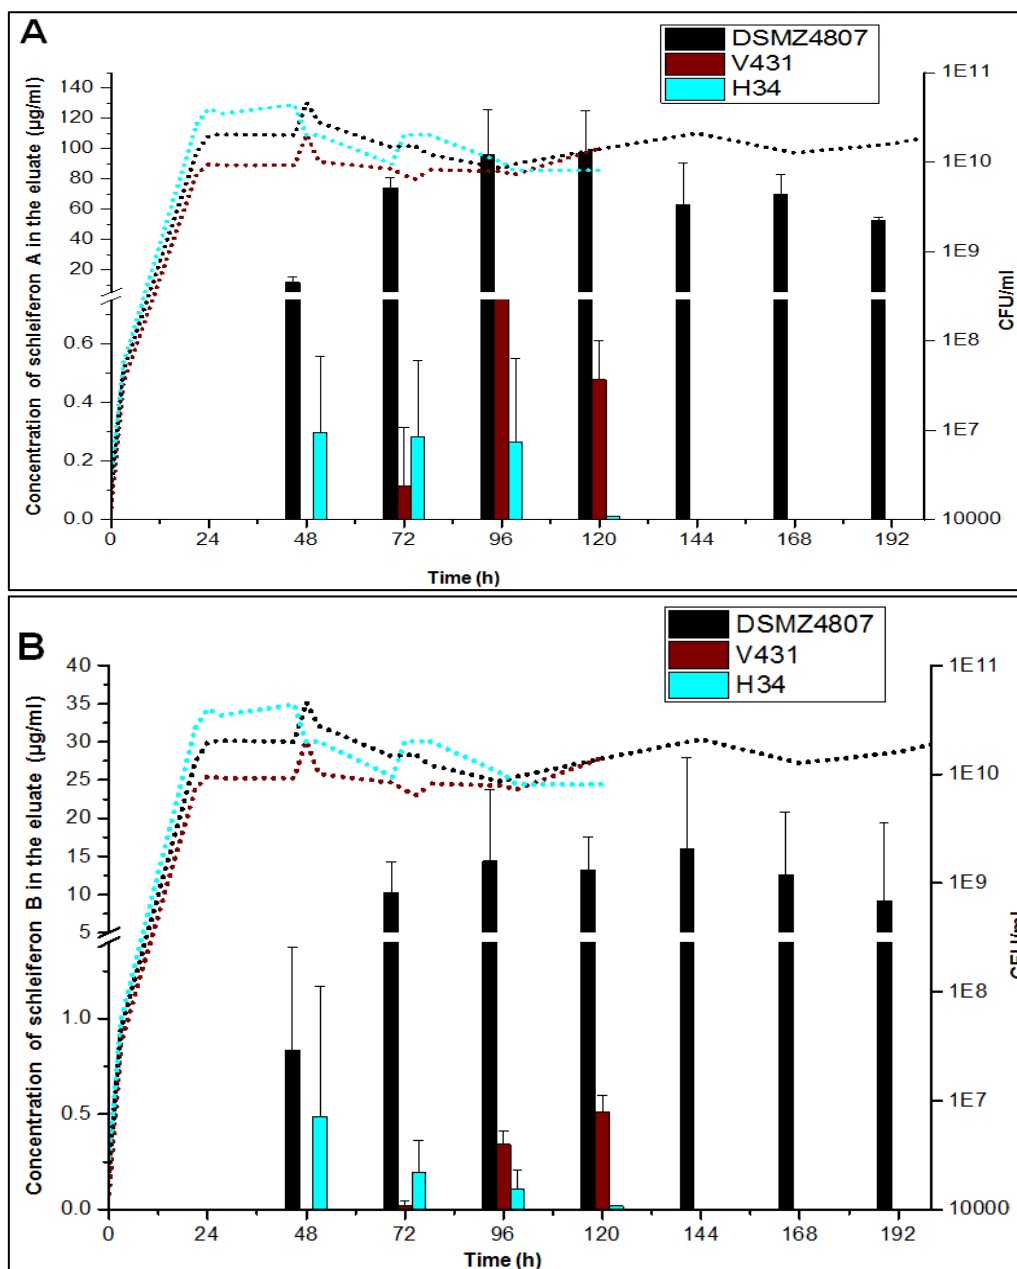 A
DSMZ4807
V431
H34
Concentration of schleiferon A in the eluate (µg/ml)
140
120
100
80
60
40
20
0.6
0.4
0.2
0.0
1E11
1E10
1E9
1E8
1E7
10000
CFU/ml
0 24 48 72 96 120 144 168 192
Time (h)
B
DSMZ4807
V431
H34
Concentration of schleiferon B in the eluate (µg/ml)
40
35
30
25
20
15
10
5
1.0
0.5
0.0
1E11
1E10
1E9
1E8
1E7
10000
CFU/ml
0 24 48 72 96 120 144 168 192
Time (h)